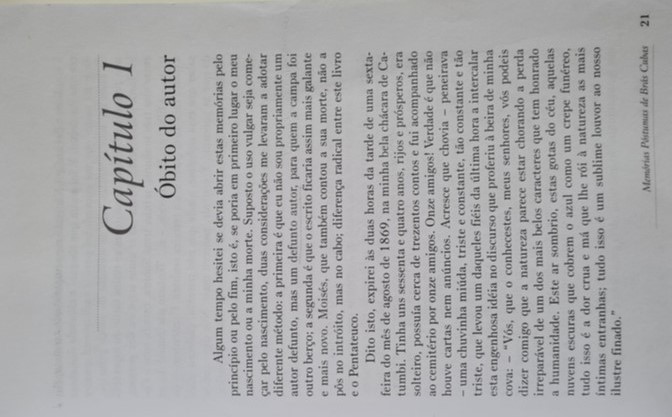 Capítulo 1
Óbito do autor
Algum tempo hesitei se devia abrir estas memórias pelo
princípio ou pelo fim, isto é, se poria em primeiro lugar o meu
nascimento ou a minha morte. Suposto o uso vulgar seja come-
çar pelo nascimento, duas considerações me levaram a adotar
diferente método: a primeira é que eu não sou propriamente um
autor defunto, mas um defunto autor, para quem a campa foi
outro berço; a segunda é que o escrito ficaria assim mais galante
e mais novo. Moisés, que também contou a sua morte, não a
pôs no intróito, mas no cabo; diferença radical entre este livro
e o Pentateuco.
Dito isto, expirei às duas horas da tarde de uma sexta-
feira do mês de agosto de 1869, na minha bela chácara de Ca-
tumbi. Tinha uns sessenta e quatro anos, rijos e prósperos, era
solteiro, possuía cerca de trezentos contos e fui acompanhado
ao cemitério por onze amigos. Onze amigos! Verdade é que não
houve cartas nem anúncios. Acresce que chovia – peneirava
– uma chuvinha miúda, triste e constante, tão constante e tão
triste, que levou um daqueles fiéis da última hora a intercalar
esta engenhosa idéia no discurso que proferiu à beira de minha
cova: – "Vós, que o conhecestes, meus senhores, vós podeis
dizer comigo que a natureza parece estar chorando a perda
irreparável de um dos mais belos caracteres que tem honrado
a humanidade. Este ar sombrio, estas gotas do céu, aquelas
nuvens escuras que cobrem o azul como um crepe funéreo,
tudo isso é a dor crua e má que lhe rói à natureza as mais
íntimas entranhas; tudo isso é um sublime louvor ao nosso
ilustre finado."
Memórias Póstumas de Brás Cubas 21